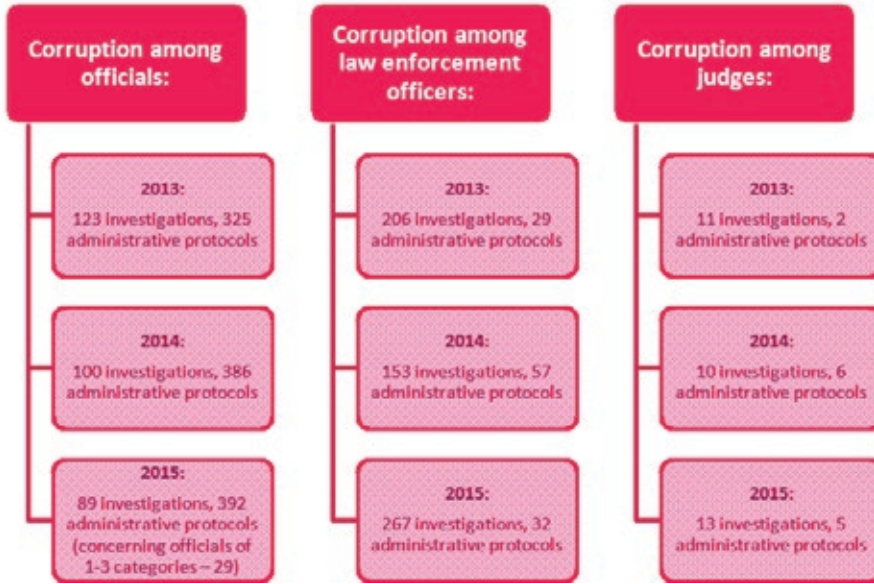 Corruption among
officials:
2013:
123 investigations, 325
administrative protocols
2014:
100 investigations, 386
administrative protocols
2015:
89 investigations, 392
administrative protocols
(concerning officials of
1-3 categories – 29)
Corruption among
law enforcement
officers:
2013:
206 investigations, 29
administrative protocols
2014:
153 investigations, 57
administrative protocols
2015:
267 investigations, 32
administrative protocols
Corruption among
judges:
2013:
11 investigations, 2
administrative protocols
2014:
10 investigations, 6
administrative protocols
2015:
13 investigations, 5
administrative protocols